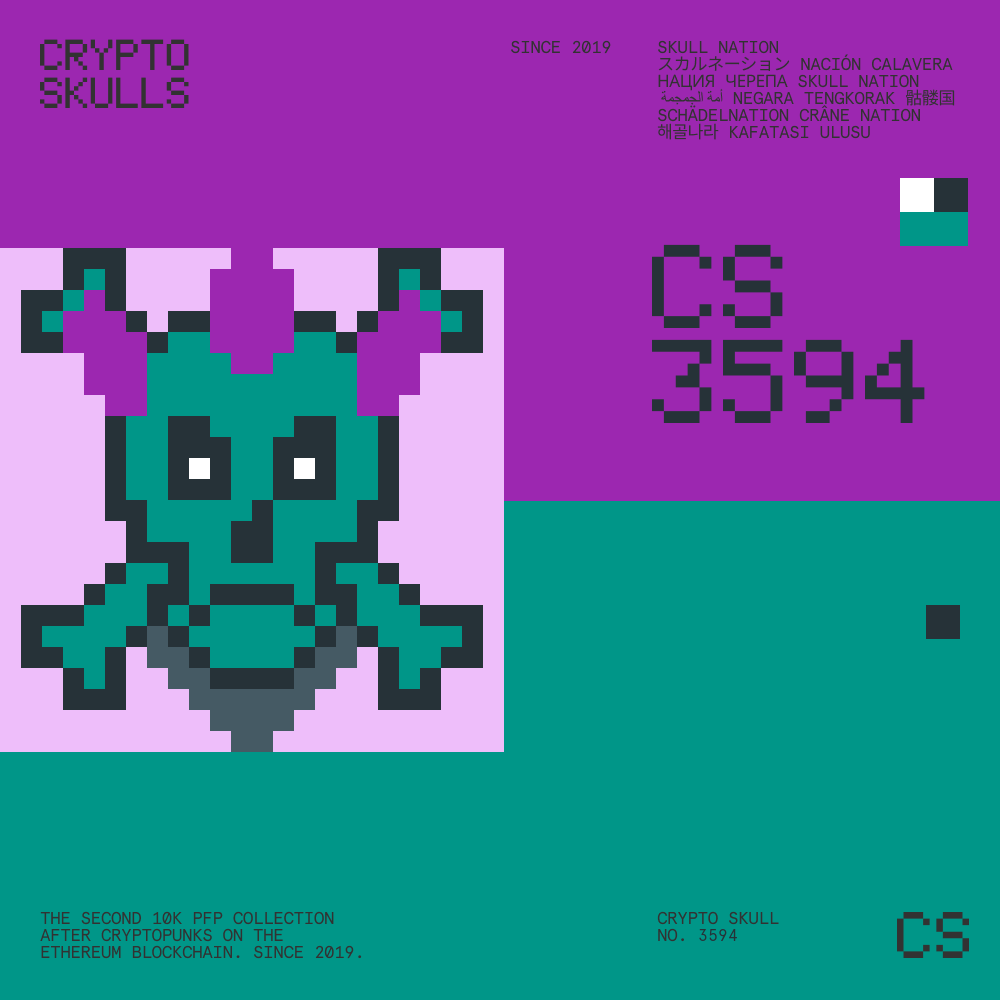 CRYPTO
SKULLS
SINCE 2019
SKULL NATION
スカルネーション NACIÓN CALAVERA
НАЦИЯ ЧЕРЕПА SKULL NATION
أمة الجمجمة NEGARA TENGKORAK 骷髅国
SCHÄDELNATION CRÂNE NATION
해골나라 KAFATASI ULUSU
CS
3594
THE SECOND 10K PFP COLLECTION
AFTER CRYPTOPUNKS ON THE
ETHEREUM BLOCKCHAIN. SINCE 2019.
CRYPTO SKULL
NO. 3594
CS